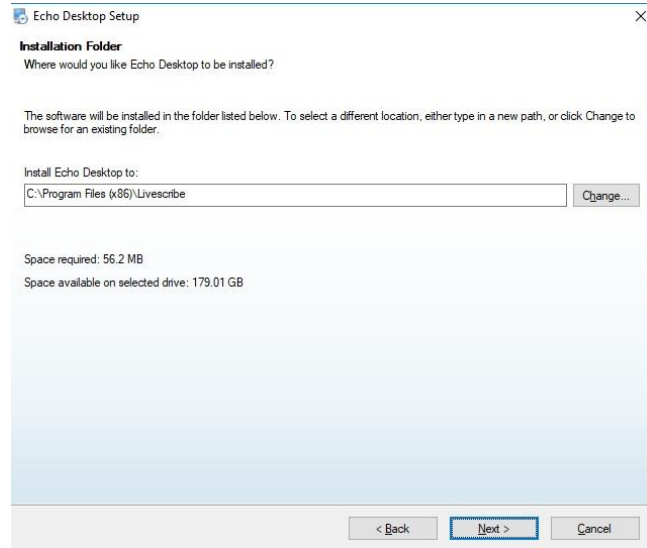 Echo Desktop Setup
Installation Folder
Where would you like Echo Desktop to be installed?
The software will be installed in the folder listed below. To select a different location, either type in a new path, or click Change to
browse for an existing folder.
Install Echo Desktop to:
C:\Program Files (x86)\Livescribe
Change...
Space required: 56.2 MB
Space available on selected drive: 179.01 GB
< Back Next > Cancel